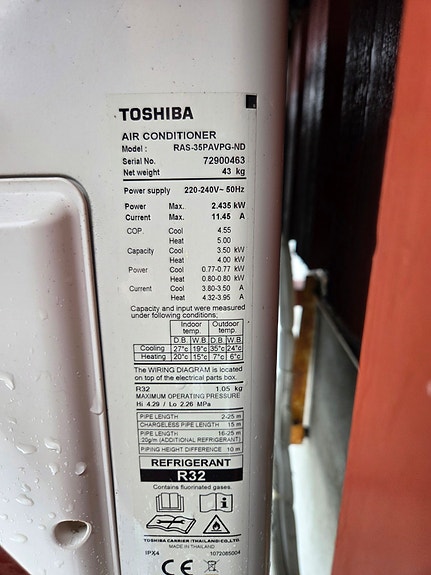 TOSHIBA
AIR CONDITIONER
Model : RAS-35PAVPG-ND
Serial No. 72900463
Net weight 43 kg
Power supply 220-240V~ 50Hz
Power Max. 2.435 kW
Current Max. 11.45 A
COP. Cool 4.55
Heat 5.00
Capacity Cool 3.50 kW
Heat 4.00 kW
Power Cool 0.77-0.77 kW
Heat 0.80-0.80 kW
Current Cool 3.80-3.50 A
Heat 4.32-3.95 A
Capacity and input were measured
under following conditions;
Indoor temp. Outdoor temp.
D.B. W.B. D.B. W.B.
Cooling 27°c 19°c 35°c 24°c
Heating 20°c 15°c 7°c 6°c
The WIRING DIAGRAM is located
on top of the electrical parts box.
R32 1.05 kg
MAXIMUM OPERATING PRESSURE
Hi 4.29 / Lo 2.26 MPa
PIPE LENGTH 2-25 m
CHARGELESS PIPE LENGTH 15 m
PIPE LENGTH 16-25 m
20g/m (ADDITIONAL REFRIGERANT)
PIPING HEIGHT DIFFERENCE 10 m
REFRIGERANT
R32
Contains fluorinated gases.
TOSHIBA CARRIER (THAILAND) CO.,LTD.
MADE IN THAILAND
IPX4 1072085004
CE